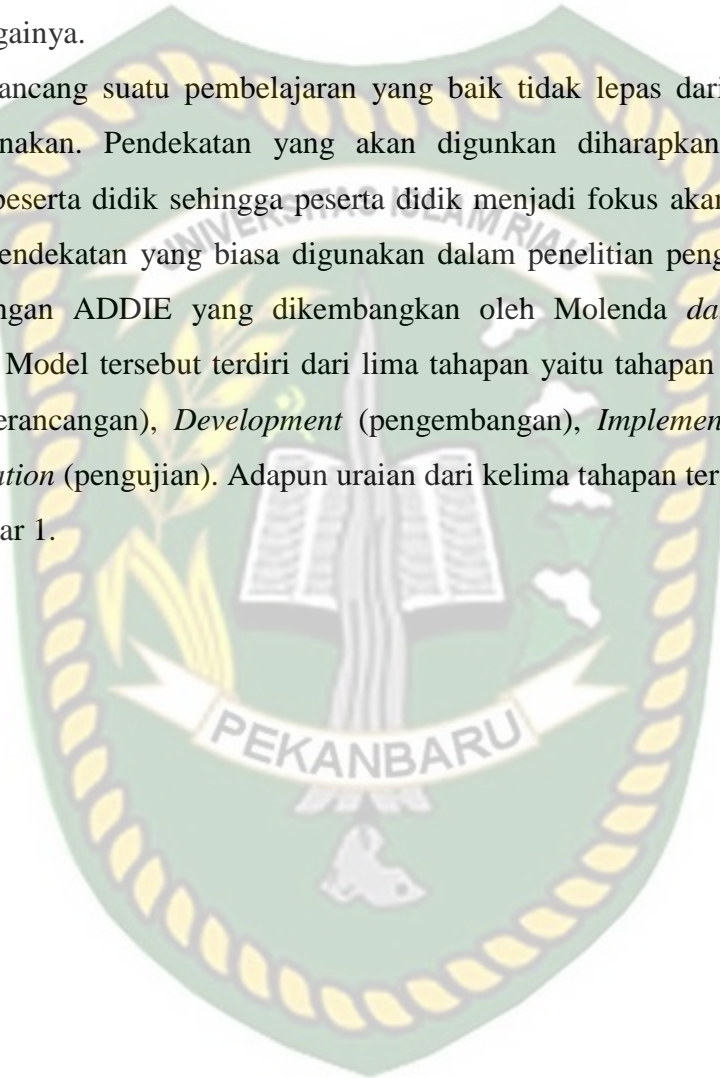 gainya.
ancang suatu pembelajaran yang baik tidak lepas dari
nakan. Pendekatan yang akan digunkan diharapkan
peserta didik sehingga peserta didik menjadi fokus akan
UNIVERSITAS ISLAM RIAU
endekatan yang biasa digunakan dalam penelitian peng
ngan ADDIE yang dikembangkan oleh Molenda da
Model tersebut terdiri dari lima tahapan yaitu tahapan
erancangan), Development (pengembangan), Implemen
ation (pengujian). Adapun uraian dari kelima tahapan ter
ar 1.
PEKANBARU